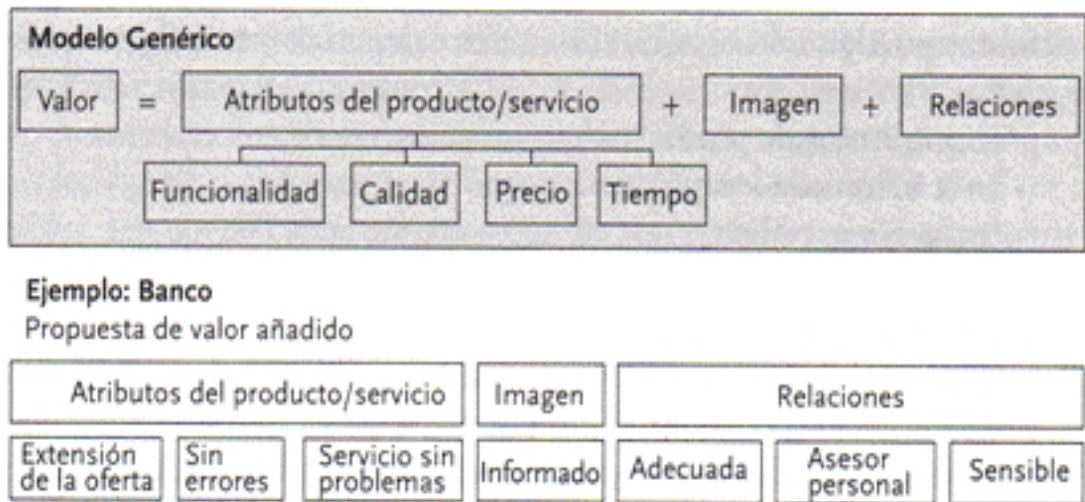 Modelo Genérico
Valor = Atributos del producto/servicio + Imagen + Relaciones
Funcionalidad Calidad Precio Tiempo
Ejemplo: Banco
Propuesta de valor añadido
Atributos del producto/servicio Imagen Relaciones
Extensión de la oferta
Sin errores
Servicio sin problemas
Informado
Adecuada
Asesor personal
Sensible